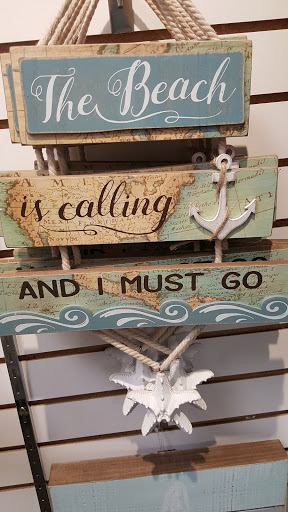 The Beach
is calling
AND I MUST GO